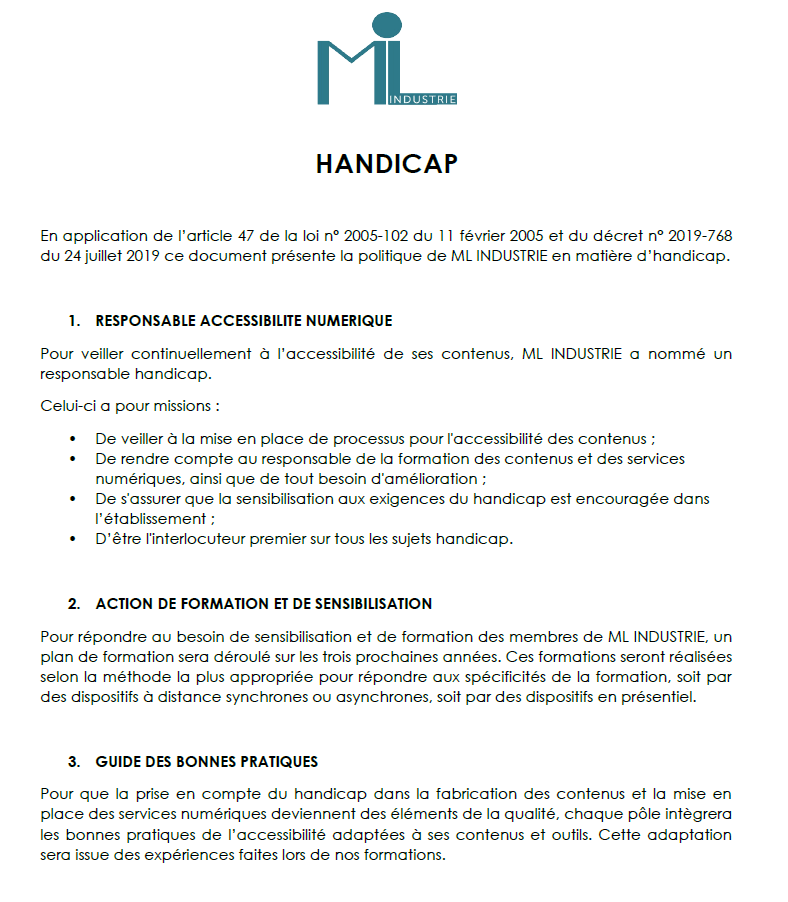 ML
INDUSTRIE
HANDICAP
En application de l'article 47 de la loi n° 2005-102 du 11 février 2005 et du décret n° 2019-768
du 24 juillet 2019 ce document présente la politique de ML INDUSTRIE en matière d'handicap.
1. RESPONSABLE ACCESSIBILITE NUMERIQUE
Pour veiller continuellement à l'accessibilité de ses contenus, ML INDUSTRIE a nommé un
responsable handicap.
Celui-ci a pour missions :
• De veiller à la mise en place de processus pour l'accessibilité des contenus ;
• De rendre compte au responsable de la formation des contenus et des services
numériques, ainsi que de tout besoin d'amélioration ;
• De s'assurer que la sensibilisation aux exigences du handicap est encouragée dans
l'établissement ;
• D'être l'interlocuteur premier sur tous les sujets handicap.
2. ACTION DE FORMATION ET DE SENSIBILISATION
Pour répondre au besoin de sensibilisation et de formation des membres de ML INDUSTRIE, un
plan de formation sera déroulé sur les trois prochaines années. Ces formations seront réalisées
selon la méthode la plus appropriée pour répondre aux spécificités de la formation, soit par
des dispositifs à distance synchrones ou asynchrones, soit par des dispositifs en présentiel.
3. GUIDE DES BONNES PRATIQUES
Pour que la prise en compte du handicap dans la fabrication des contenus et la mise en
place des services numériques deviennent des éléments de la qualité, chaque pôle intègrera
les bonnes pratiques de l'accessibilité adaptées à ses contenus et outils. Cette adaptation
sera issue des expériences faites lors de nos formations.